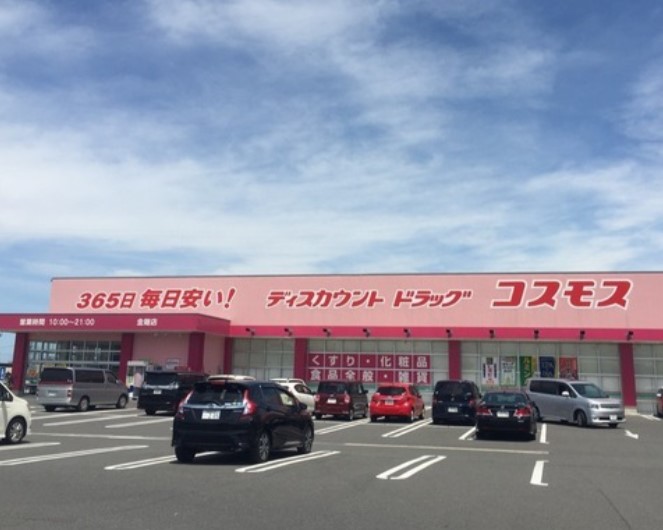 365日 毎日安い! ディスカウント ドラッグ コスモス
営業時間 10:00～21:00
くすり・化粧品
食品全般・雑貨